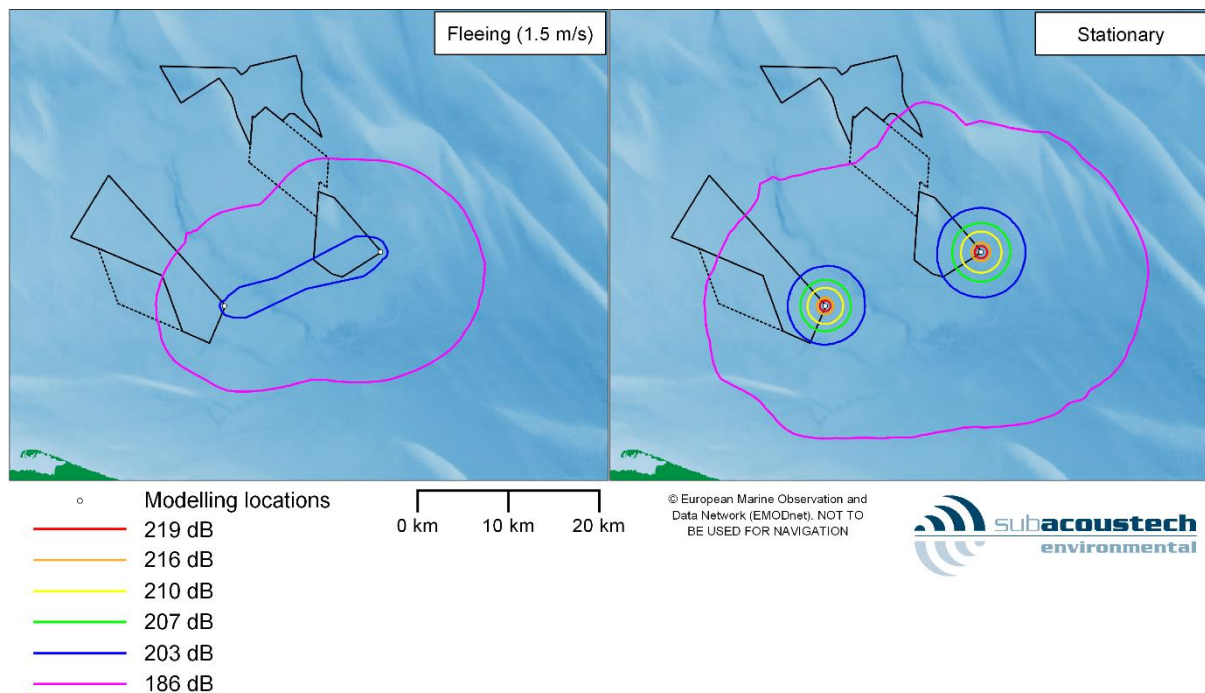 Fleeing (1.5 m/s)
Stationary
Modelling locations
219 dB
216 dB
210 dB
207 dB
203 dB
186 dB
0 km 10 km 20 km
© European Marine Observation and
Data Network (EMODnet). NOT TO
BE USED FOR NAVIGATION
subacoustech
environmental